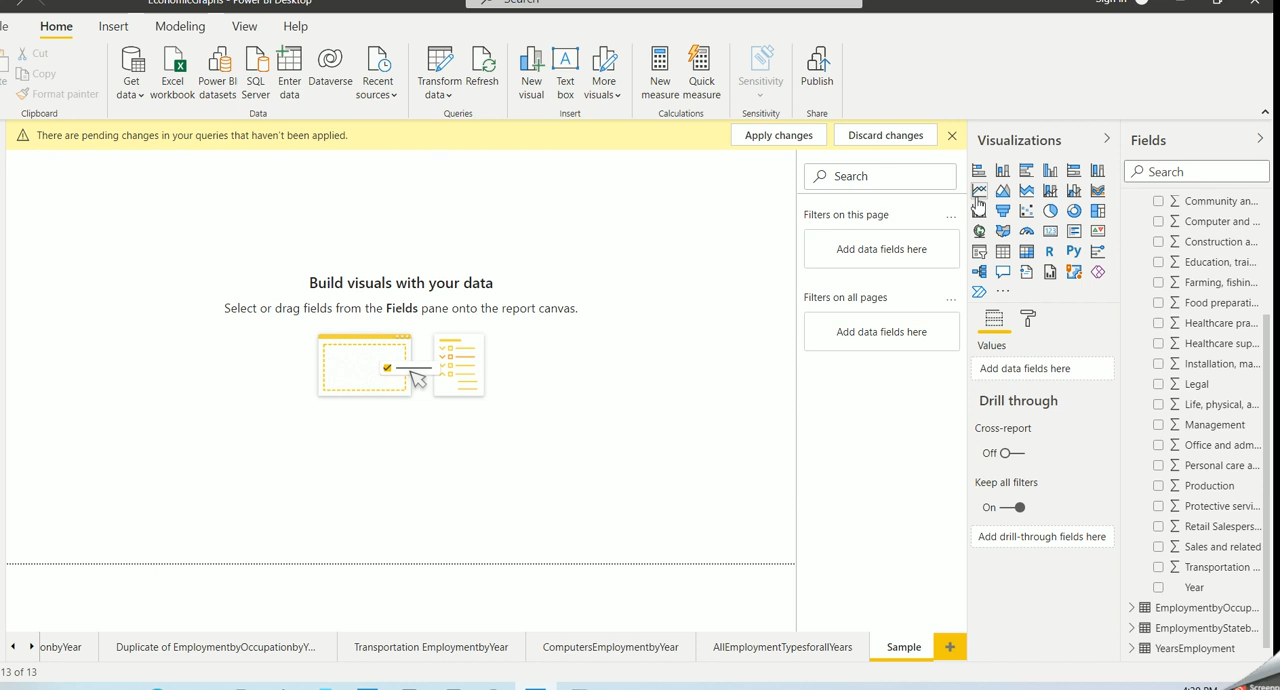 EconomicGraphs - Power BI Desktop
Search
Sign in
Home
Insert
Modeling
View
Help
Cut
Copy
Format painter
Clipboard
Get data
Excel workbook
Power BI datasets
SQL Server
Enter data
Dataverse
Recent sources
Data
Transform data
Refresh
Queries
New visual
Text box
More visuals
Insert
New measure
Quick measure
Calculations
Sensitivity
Sensitivity
Publish
Share
There are pending changes in your queries that haven't been applied.
Apply changes
Discard changes
Build visuals with your data
Select or drag fields from the Fields pane onto the report canvas.
Search
Filters on this page
...
Add data fields here
Filters on all pages
...
Add data fields here
Visualizations
123
R
Py
...
Values
Add data fields here
Drill through
Cross-report
Off
Keep all filters
On
Add drill-through fields here
Fields
Search
Community an...
Computer and ...
Construction a...
Education, trai...
Farming, fishin...
Food preparati...
Healthcare pra...
Healthcare sup...
Installation, ma...
Legal
Life, physical, a...
Management
Office and adm...
Personal care a...
Production
Protective servi...
Retail Salespers...
Sales and related
Transportation ...
Year
EmploymentbyOccup...
EmploymentbyStateb...
YearsEmployment
onbyYear
Duplicate of EmploymentbyOccupationbyY...
Transportation EmploymentbyYear
ComputersEmploymentbyYear
AllEmploymentTypesforallYears
Sample
+
13 of 13
4:20 PM